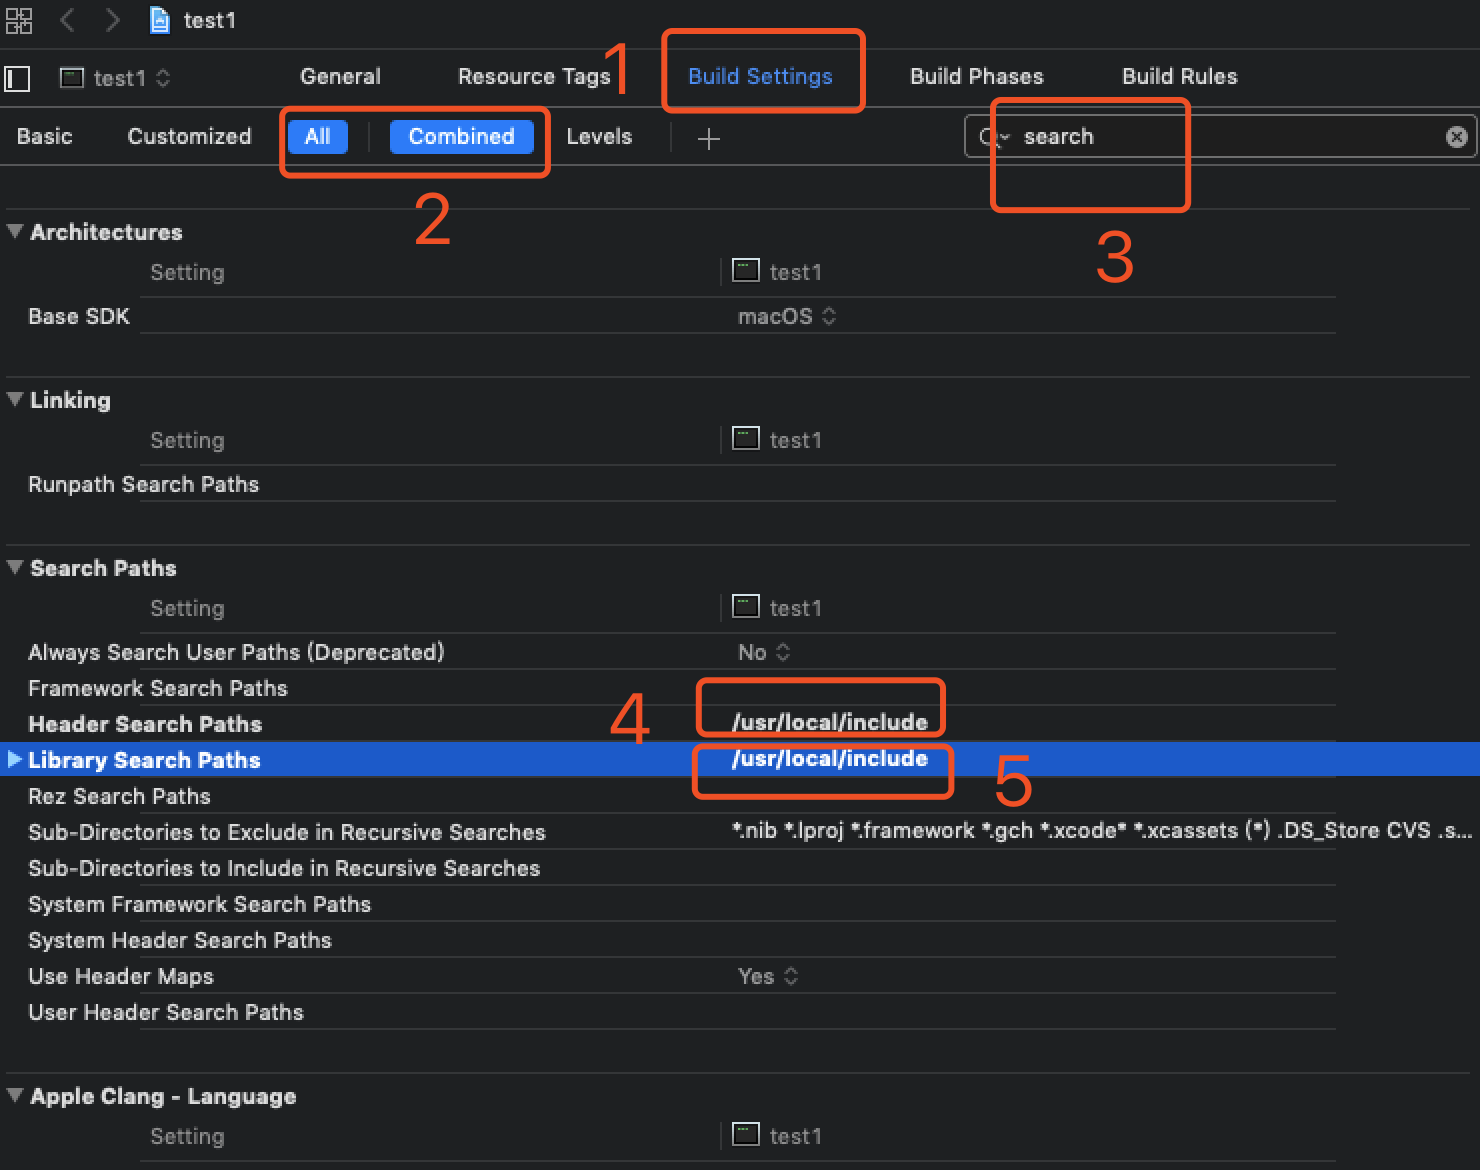 test1
test1 General Resource Tags 1 Build Settings Build Phases Build Rules
Basic Customized All Combined Levels + search
2
3
Architectures
Setting test1
Base SDK macOS
Linking
Setting test1
Runpath Search Paths
Search Paths
Setting test1
Always Search User Paths (Deprecated) No
Framework Search Paths
Header Search Paths 4 /usr/local/include
Library Search Paths /usr/local/include 5
Rez Search Paths
Sub-Directories to Exclude in Recursive Searches *.nib *.lproj *.framework *.gch *.xcode* *.xcassets (*) .DS_Store CVS .s...
Sub-Directories to Include in Recursive Searches
System Framework Search Paths
System Header Search Paths
Use Header Maps Yes
User Header Search Paths
Apple Clang - Language
Setting test1